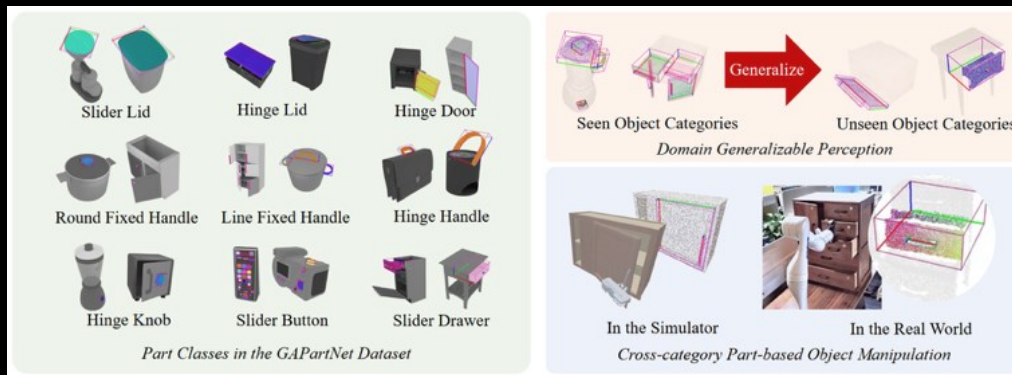 Slider Lid
Hinge Lid
Hinge Door
Round Fixed Handle
Line Fixed Handle
Hinge Handle
Hinge Knob
Slider Button
Slider Drawer
Part Classes in the GAPartNet Dataset
Generalize
Seen Object Categories
Unseen Object Categories
Domain Generalizable Perception
In the Simulator
In the Real World
Cross-category Part-based Object Manipulation